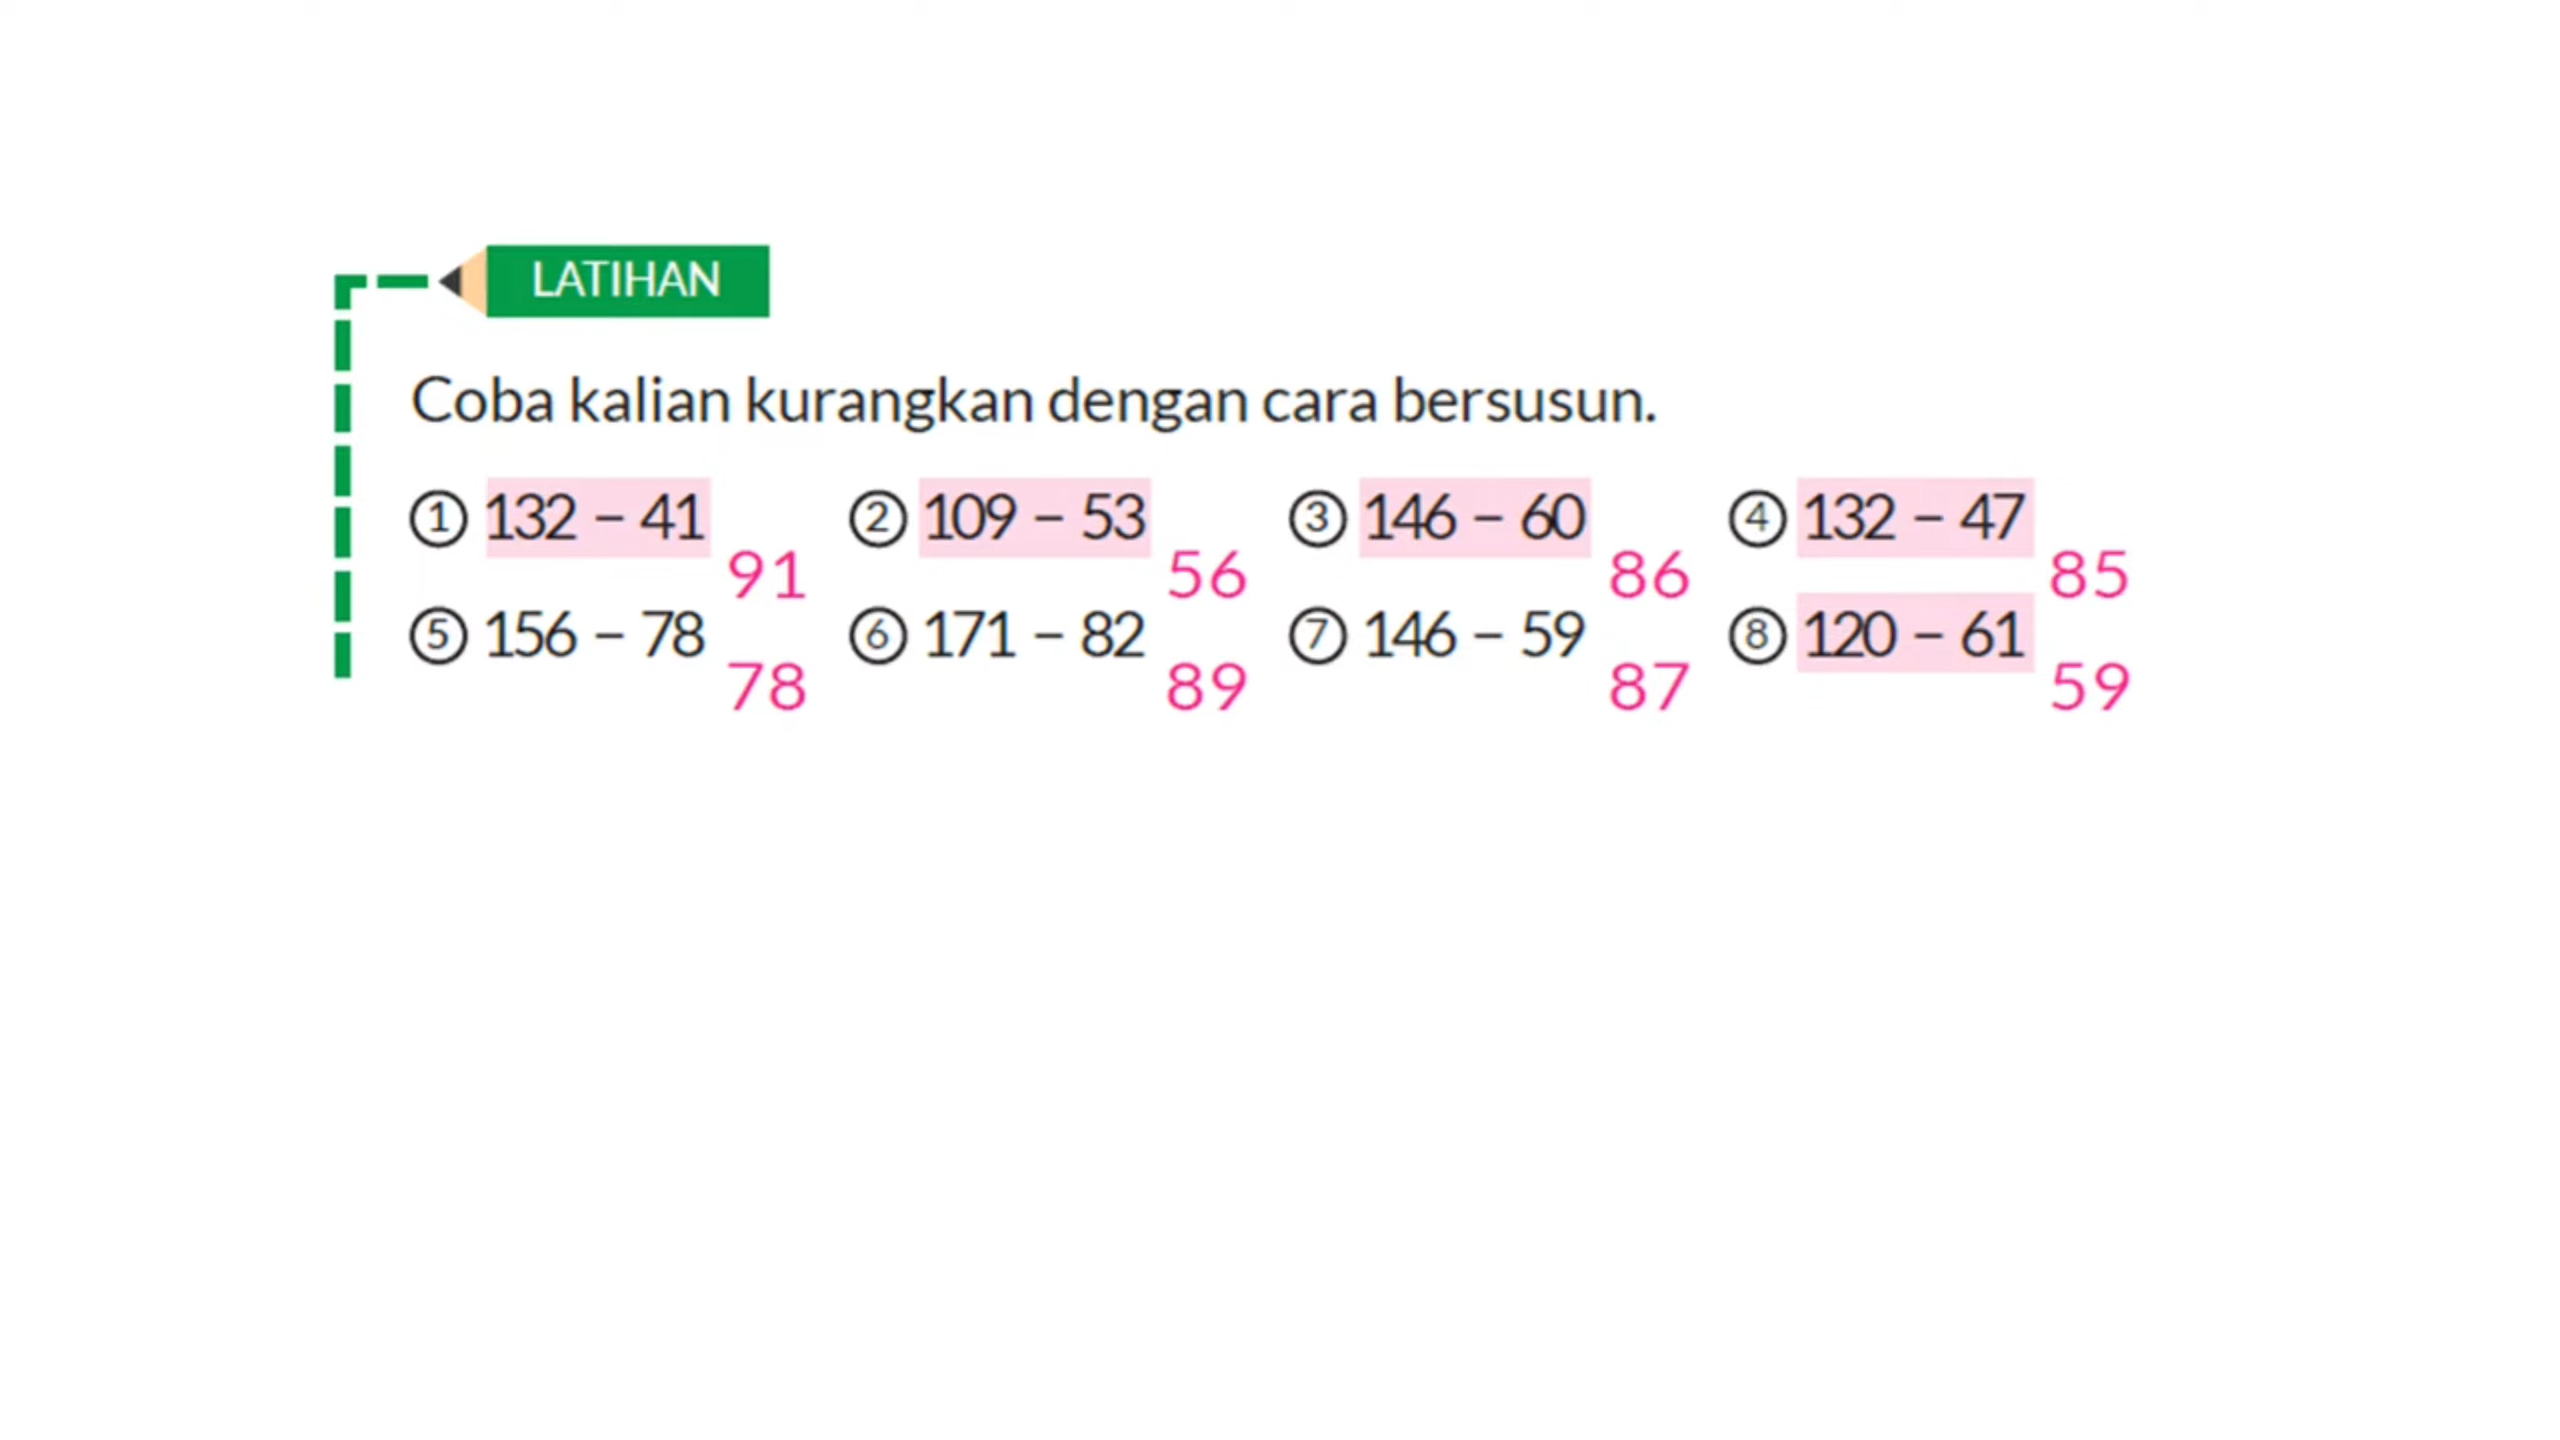 LATIHAN
Coba kalian kurangkan dengan cara bersusun.
① 132 – 41 ② 109 – 53 ③ 146 – 60 ④ 132 – 47
91 56 86 85
⑤ 156 – 78 ⑥ 171 – 82 ⑦ 146 – 59 ⑧ 120 – 61
78 89 87 59